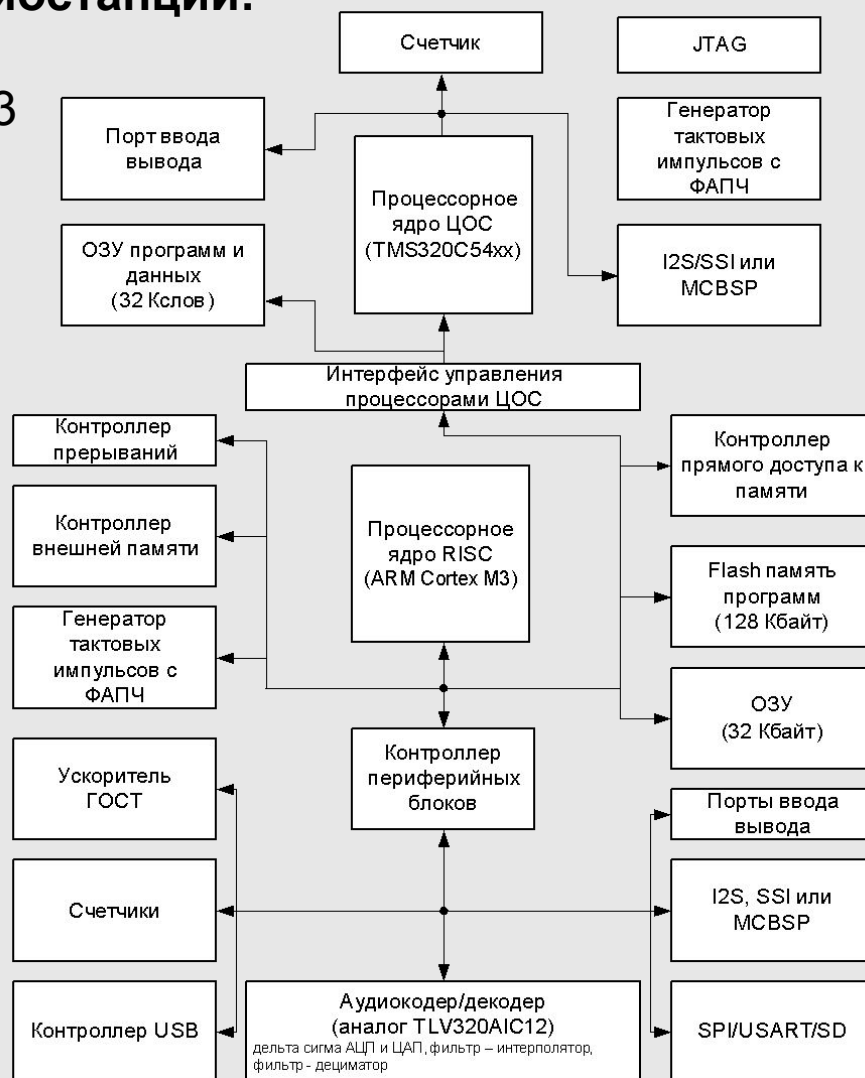 Счетчик
JTAG
3
Порт ввода
вывода
Генератор
тактовых
импульсов с
ФАПЧ
Процессорное
ядро ЦОС
(TMS320C54xx)
ОЗУ программ и
данных
(32 Кслов)
I2S/SSI или
MCBSP
Интерфейс управления
процессорами ЦОС
Контроллер
прерываний
Контроллер
прямого доступа к
памяти
Процессорное
ядро RISC
(ARM Cortex M3)
Контроллер
внешней памяти
Flash память
программ
(128 Кбайт)
Генератор
тактовых
импульсов с
ФАПЧ
ОЗУ
(32 Кбайт)
Контроллер
периферийных
блоков
Ускоритель
ГОСТ
Порты ввода
вывода
Счетчики
I2S, SSI или
MCBSP
Контроллер USB
Аудиокодер/декодер
(аналог TLV320AIC12)
дельта сигма АЦП и ЦАП, фильтр – интерполятор,
фильтр - дециматор
SPI/USART/SD